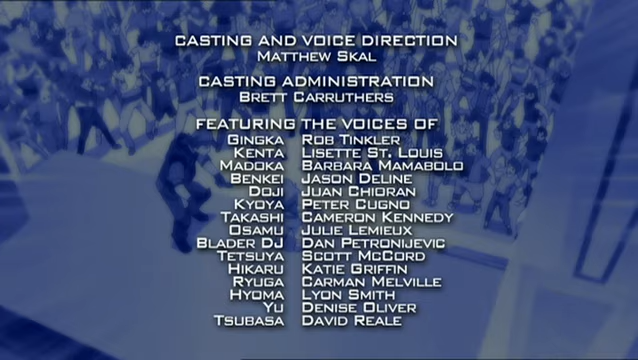 CASTING AND VOICE DIRECTION
MATTHEW SKAL
CASTING ADMINISTRATION
BRETT CARRUTHERS
FEATURING THE VOICES OF
GINGKA ROB TINKLER
KENTA LISETTE ST. LOUIS
MADOKA BARBARA MAMABOLO
BENKEI JASON DELINE
DOJI JUAN CHIORAN
KYOYA PETER CUGNO
TAKASHI CAMERON KENNEDY
OSAMU JULIE LEMIEUX
BLADER DJ DAN PETRONIJEVIC
TETSUYA SCOTT MCCORD
HIKARU KATIE GRIFFIN
RYUGA CARMAN MELVILLE
HYOMA LYON SMITH
YU DENISE OLIVER
TSUBASA DAVID REALE